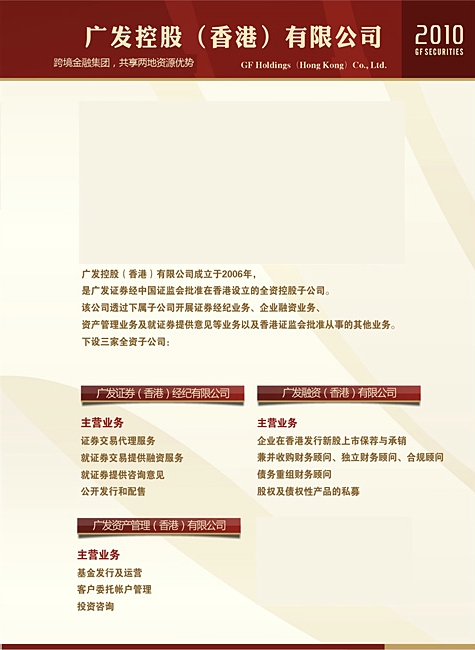 广发控股（香港）有限公司
2010
GF SECURITIES
跨境金融集团，共享两地资源优势
GF Holdings（Hong Kong）Co., Ltd.
广发控股（香港）有限公司成立于2006年，
是广发证券经中国证监会批准在香港设立的全资控股子公司。
该公司透过下属子公司开展证券经纪业务、企业融资业务、
资产管理业务及就证券提供意见等业务以及香港证监会批准从事的其他业务。
下设三家全资子公司：
广发证券（香港）经纪有限公司
主营业务
证券交易代理服务
就证券交易提供融资服务
就证券提供咨询意见
公开发行和配售
广发融资（香港）有限公司
主营业务
企业在香港发行新股上市保荐与承销
兼并收购财务顾问、独立财务顾问、合规顾问
债务重组财务顾问
股权及债权性产品的私募
广发资产管理（香港）有限公司
主营业务
基金发行及运营
客户委托帐户管理
投资咨询